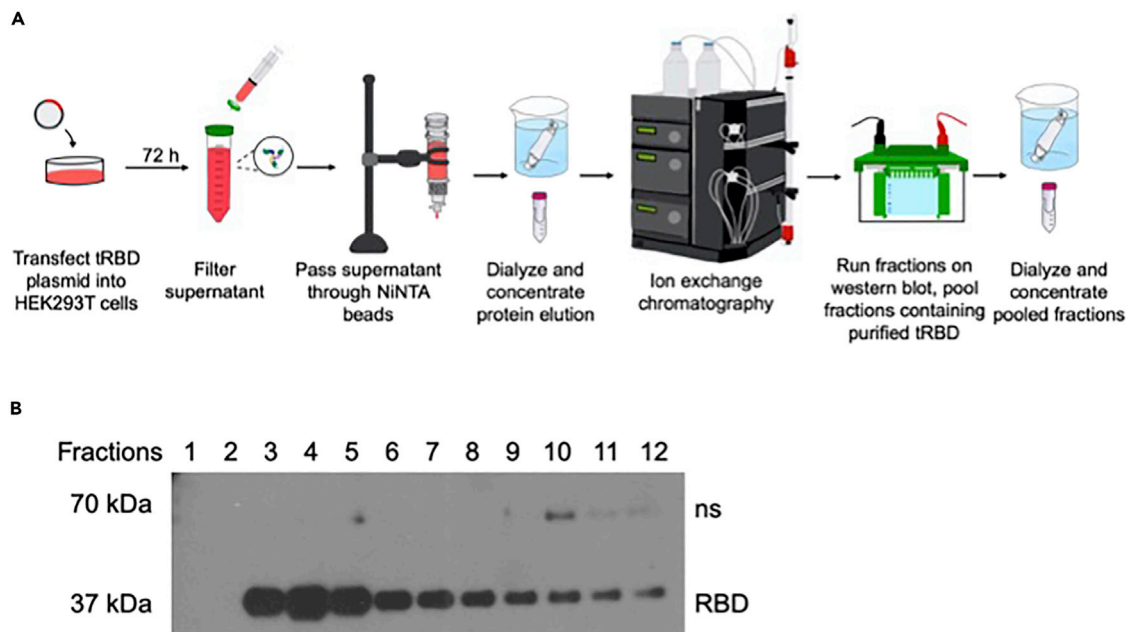 A
72 h
Transfect tRBD
plasmid into
HEK293T cells
Filter
supernatant
Pass supernatant
through NiNTA
beads
Dialyze and
concentrate
protein elution
Ion exchange
chromatography
Run fractions on
western blot, pool
fractions containing
purified tRBD
Dialyze and
concentrate
pooled fractions
B
Fractions 1 2 3 4 5 6 7 8 9 10 11 12
70 kDa ns
37 kDa RBD